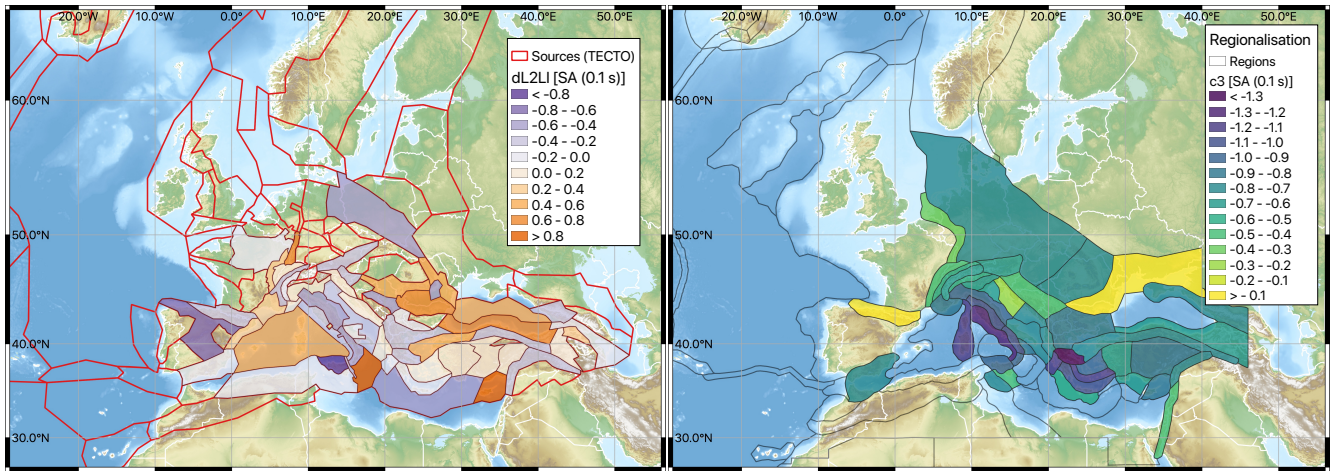 20.0°W 10.0°W 0.0° 10.0°E 20.0°E 30.0°E 40.0°E 50.0°E
60.0°N
50.0°N
40.0°N
30.0°N
Sources (TECTO)
dL2Ll [SA (0.1 s)]
< -0.8
-0.8 - -0.6
-0.6 - -0.4
-0.4 - -0.2
-0.2 - 0.0
0.0 - 0.2
0.2 - 0.4
0.4 - 0.6
0.6 - 0.8
> 0.8
20.0°W 10.0°W 0.0° 10.0°E 20.0°E 30.0°E 40.0°E 50.0°E
60.0°N
50.0°N
40.0°N
30.0°N
Regionalisation
Regions
c3 [SA (0.1 s)]
< -1.3
-1.3 - -1.2
-1.2 - -1.1
-1.1 - -1.0
-1.0 - -0.9
-0.9 - -0.8
-0.8 - -0.7
-0.7 - -0.6
-0.6 - -0.5
-0.5 - -0.4
-0.4 - -0.3
-0.3 - -0.2
-0.2 - -0.1
> - 0.1